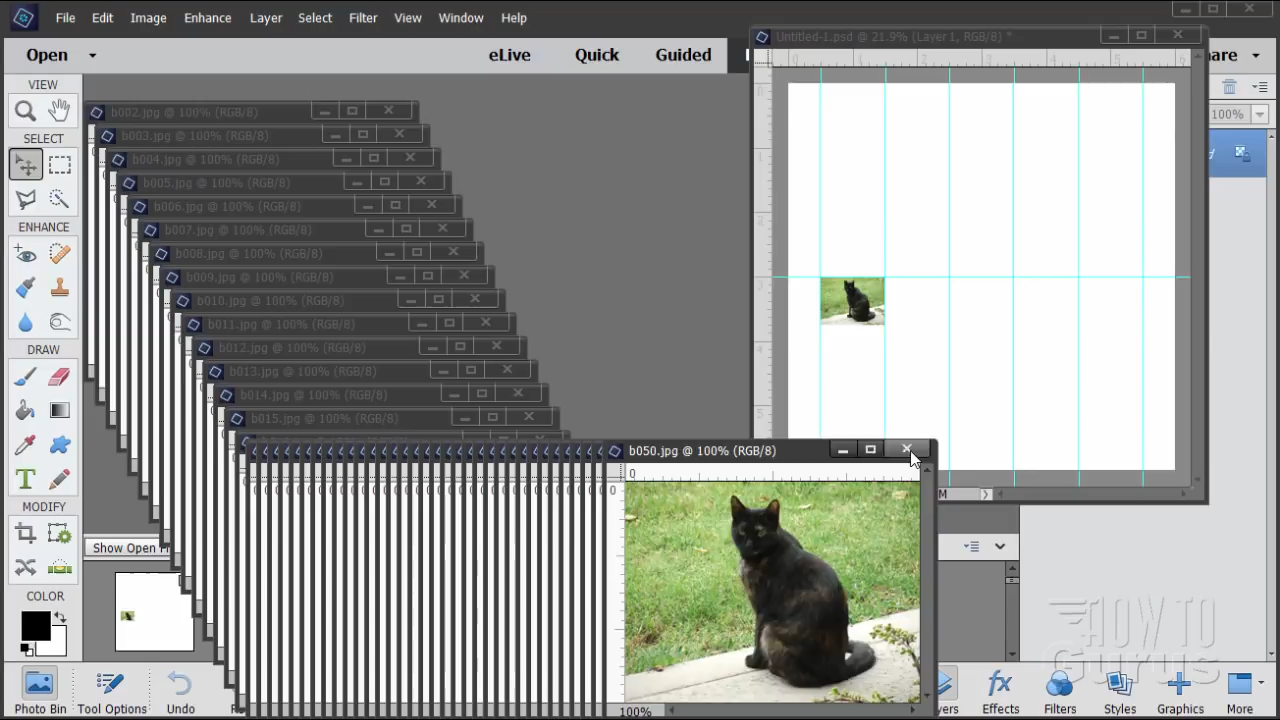 File Edit Image Enhance Layer Select Filter View Window Help
Open
eLive Quick Guided
Untitled-1.psd @ 21.9% (Layer 1, RGB/8) *
VIEW
SELECT
ENHANCE
DRAW
MODIFY
COLOR
100%
b002.jpg @ 100% (RGB/8)
b003.jpg @ 100% (RGB/8)
b004.jpg @ 100% (RGB/8)
b005.jpg @ 100% (RGB/8)
b006.jpg @ 100% (RGB/8)
b007.jpg @ 100% (RGB/8)
b008.jpg @ 100% (RGB/8)
b009.jpg @ 100% (RGB/8)
b010.jpg @ 100% (RGB/8)
b011.jpg @ 100% (RGB/8)
b012.jpg @ 100% (RGB/8)
b013.jpg @ 100% (RGB/8)
b014.jpg @ 100% (RGB/8)
b015.jpg @ 100% (RGB/8)
b050.jpg @ 100% (RGB/8)
0
Show Open
100%
HOW TO
Gurus
Photo Bin Tool Options Undo
Effects Filters Styles Graphics More